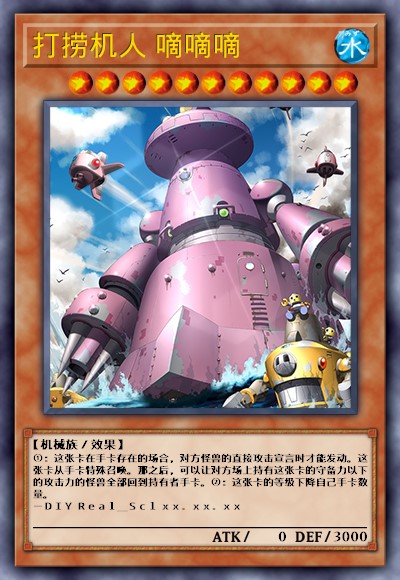 打捞机人 嘀嘀嘀
水
【机械族／效果】
①：这张卡在手卡存在的场合，对方怪兽的直接攻击宣言时才能发动。这
张卡从手卡特殊召唤。那之后，可以让对方场上持有这张卡的守备力以下
的攻击力的怪兽全部回到持有者手卡。②：这张卡的等级下降自己手卡数
量。
－DIY Real_Scl xx. xx. xx
ATK/ 0 DEF/3000